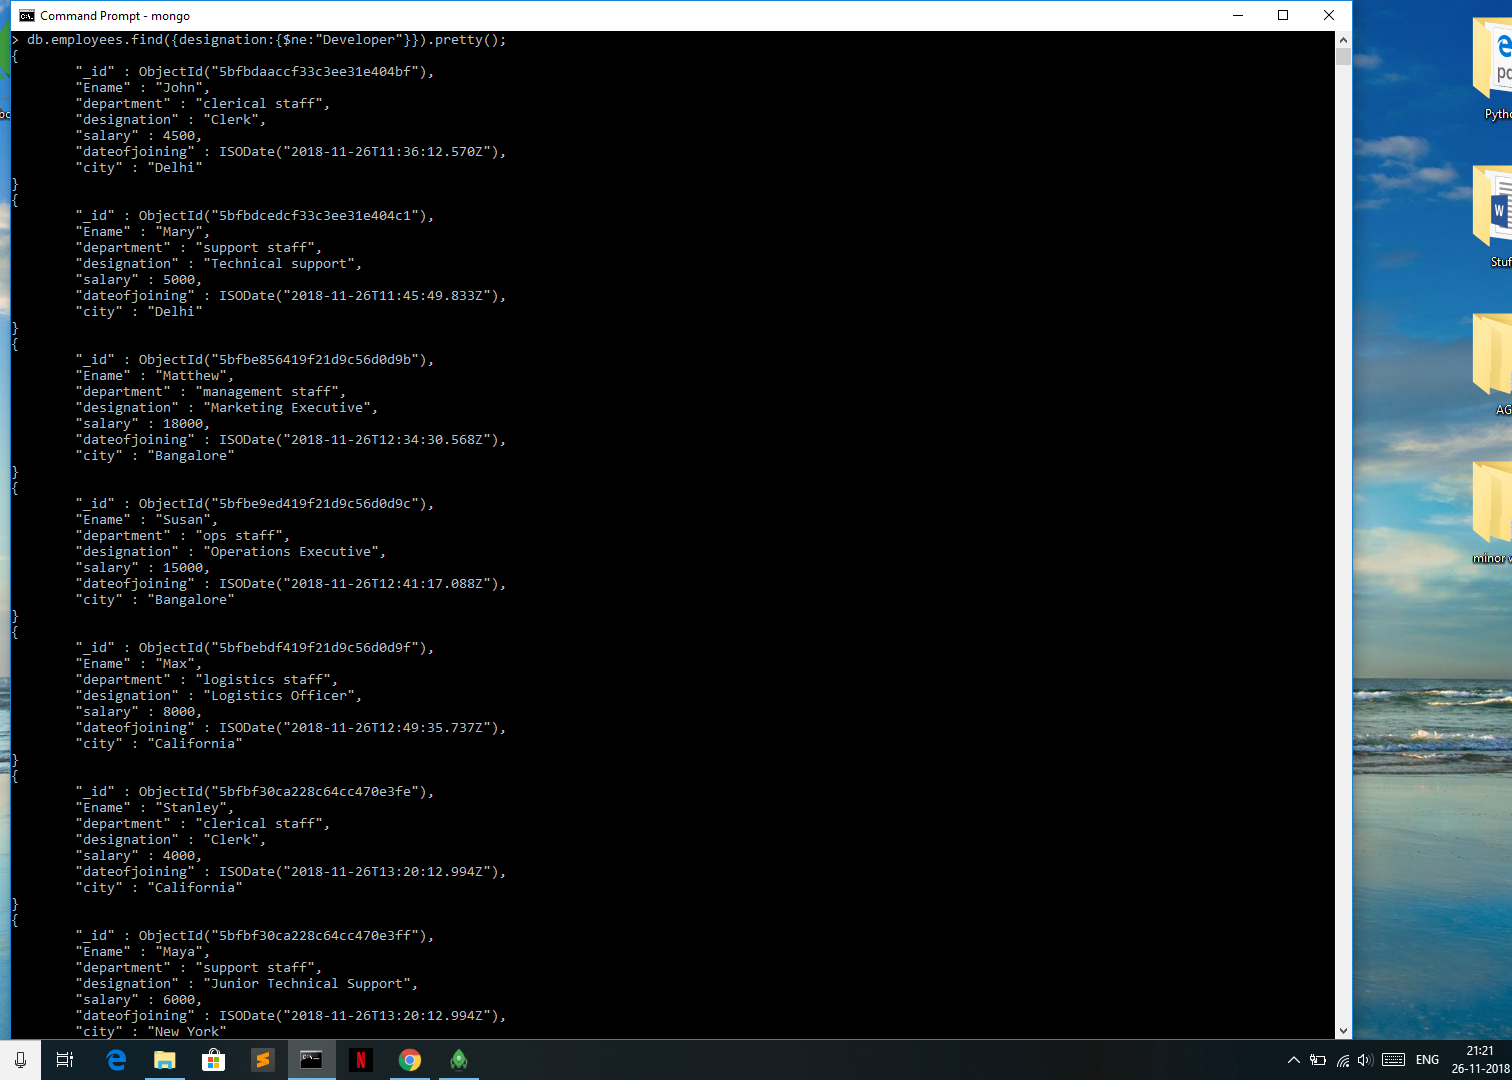 Command Prompt - mongo
> db.employees.find({designation:{$ne:"Developer"}}).pretty();
{
"_id" : ObjectId("5bfbdaaccf33c3ee31e404bf"),
"Ename" : "John",
"department" : "clerical staff",
"designation" : "Clerk",
"salary" : 4500,
"dateofjoining" : ISODate("2018-11-26T11:36:12.570Z"),
"city" : "Delhi"
}
{
"_id" : ObjectId("5bfbdcedcf33c3ee31e404c1"),
"Ename" : "Mary",
"department" : "support staff",
"designation" : "Technical support",
"salary" : 5000,
"dateofjoining" : ISODate("2018-11-26T11:45:49.833Z"),
"city" : "Delhi"
}
{
"_id" : ObjectId("5bfbe856419f21d9c56d0d9b"),
"Ename" : "Matthew",
"department" : "management staff",
"designation" : "Marketing Executive",
"salary" : 18000,
"dateofjoining" : ISODate("2018-11-26T12:34:30.568Z"),
"city" : "Bangalore"
}
{
"_id" : ObjectId("5bfbe9ed419f21d9c56d0d9c"),
"Ename" : "Susan",
"department" : "ops staff",
"designation" : "Operations Executive",
"salary" : 15000,
"dateofjoining" : ISODate("2018-11-26T12:41:17.088Z"),
"city" : "Bangalore"
}
{
"_id" : ObjectId("5bfbebdf419f21d9c56d0d9f"),
"Ename" : "Max",
"department" : "logistics staff",
"designation" : "Logistics Officer",
"salary" : 8000,
"dateofjoining" : ISODate("2018-11-26T12:49:35.737Z"),
"city" : "California"
}
{
"_id" : ObjectId("5bfbf30ca228c64cc470e3fe"),
"Ename" : "Stanley",
"department" : "clerical staff",
"designation" : "Clerk",
"salary" : 4000,
"dateofjoining" : ISODate("2018-11-26T13:20:12.994Z"),
"city" : "California"
}
{
"_id" : ObjectId("5bfbf30ca228c64cc470e3ff"),
"Ename" : "Maya",
"department" : "support staff",
"designation" : "Junior Technical Support",
"salary" : 6000,
"dateofjoining" : ISODate("2018-11-26T13:20:12.994Z"),
"city" : "New York"
Pytho
Stuf
AG
minor
ENG
21:21
26-11-2018